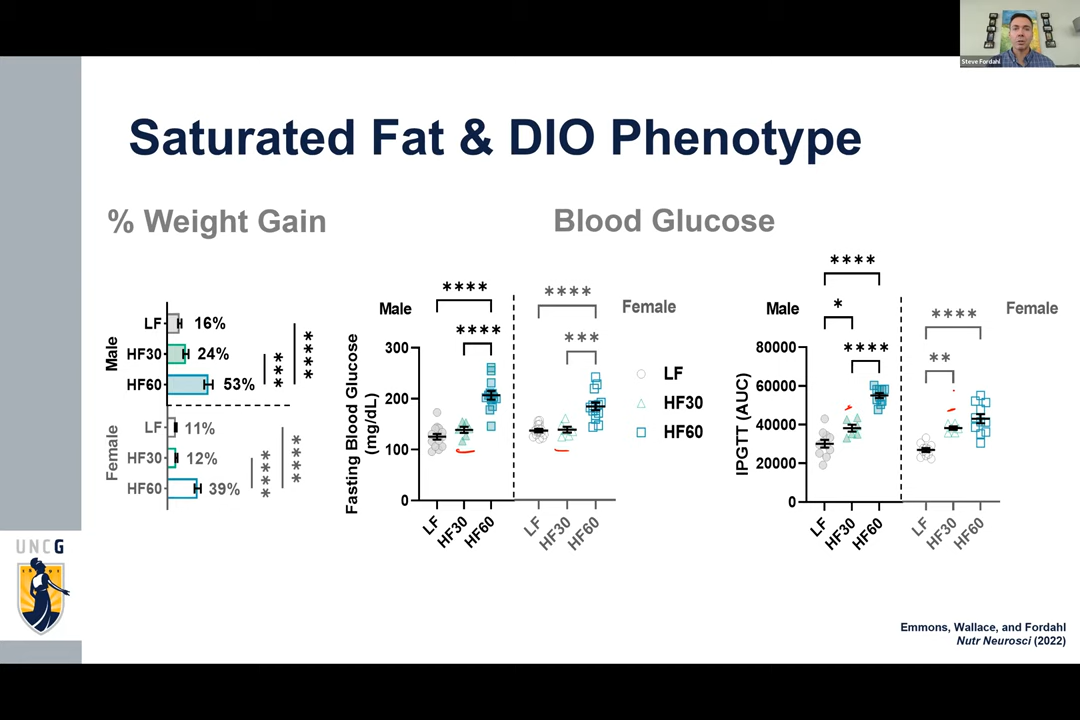 Steve Fordahl
Saturated Fat & DIO Phenotype
% Weight Gain
Blood Glucose
Male
LF
16%
HF30
24%
HF60
53%
***
****
Female
LF
11%
HF30
12%
HF60
39%
****
****
Male
Female
****
****
****
***
Fasting Blood Glucose
(mg/dL)
300
200
100
0
LF
HF30
HF60
LF
HF30
HF60
LF
HF30
HF60
Male
Female
****
*
****
****
**
IPGTT (AUC)
80000
60000
40000
20000
0
LF
HF30
HF60
LF
HF30
HF60
UNCG
Emmons, Wallace, and Fordahl
Nutr Neurosci (2022)